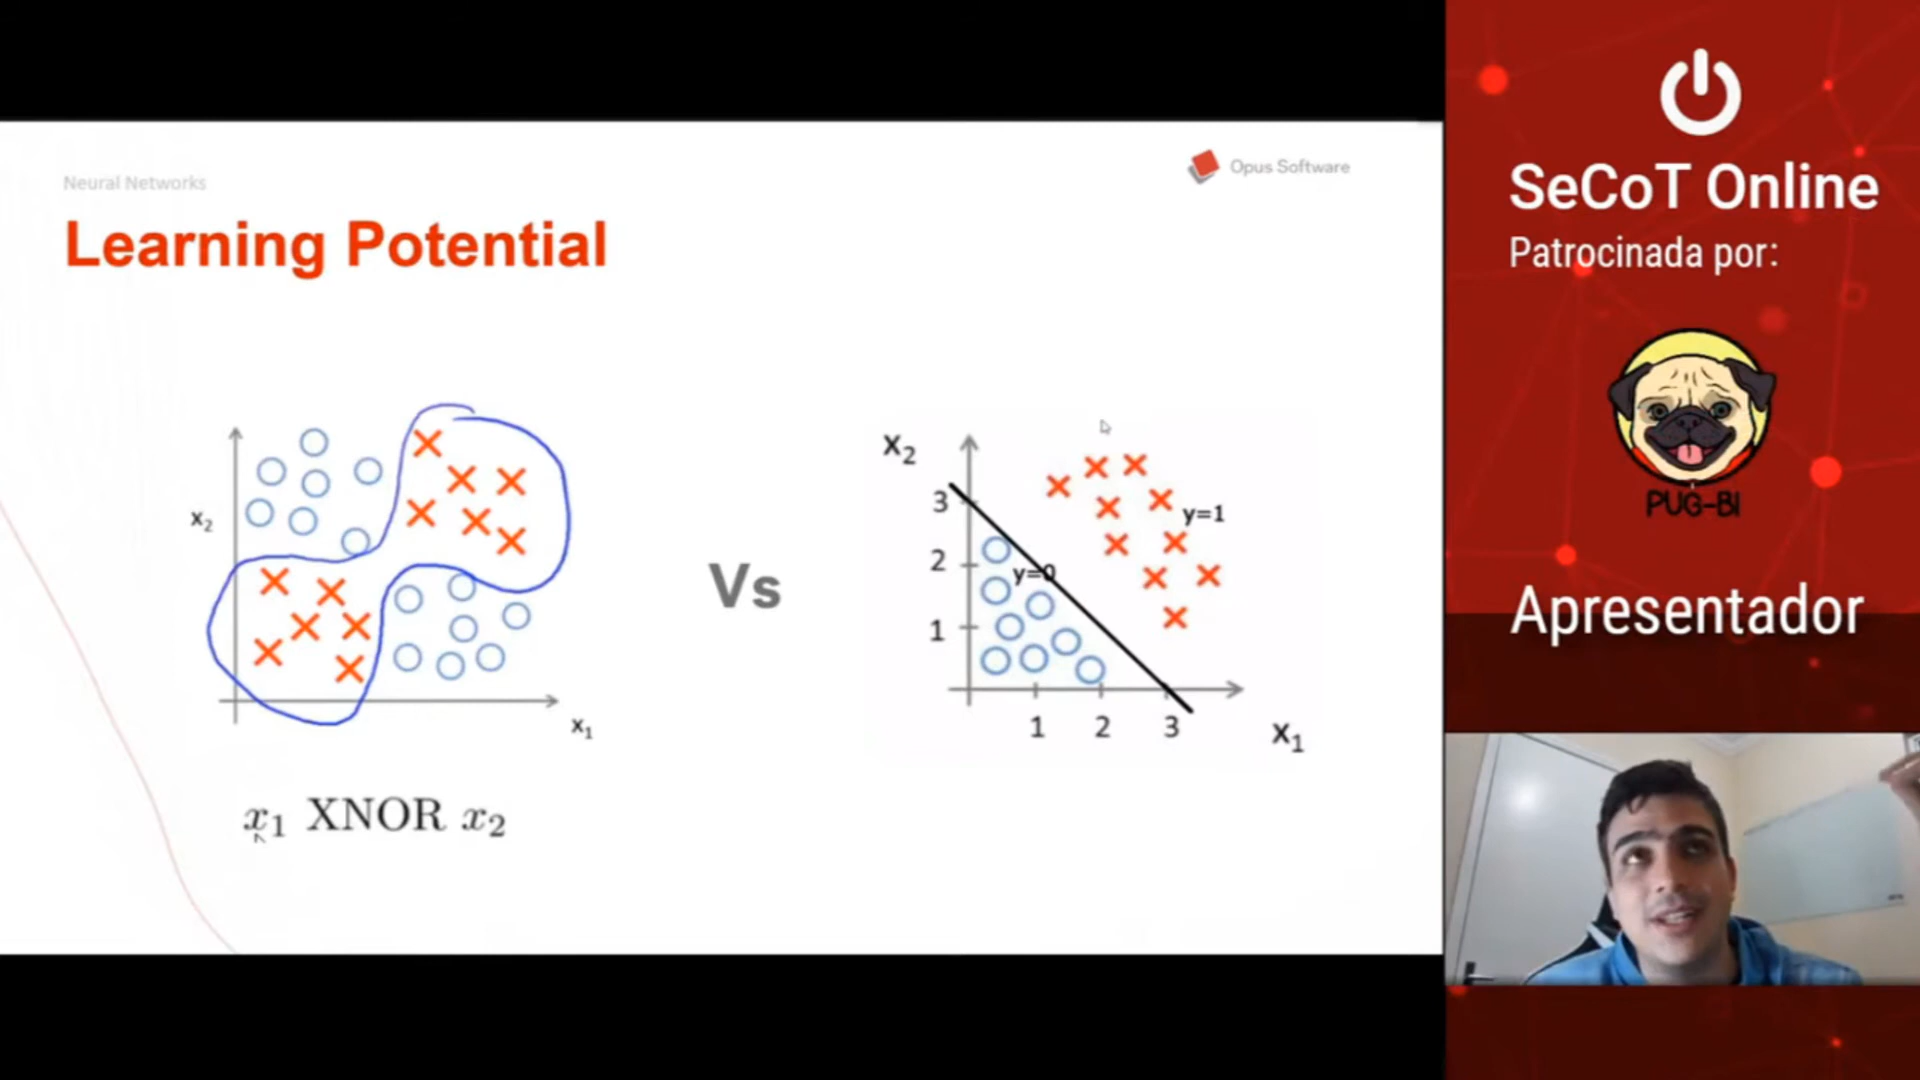 Neural Networks
Learning Potential
Opus Software
x₂
x₁
x₁ XNOR x₂
Vs
x₂
3
2
1
y=1
y=0
1 2 3
x₁
SeCoT Online
Patrocinada por:
PUG-BI
Apresentador